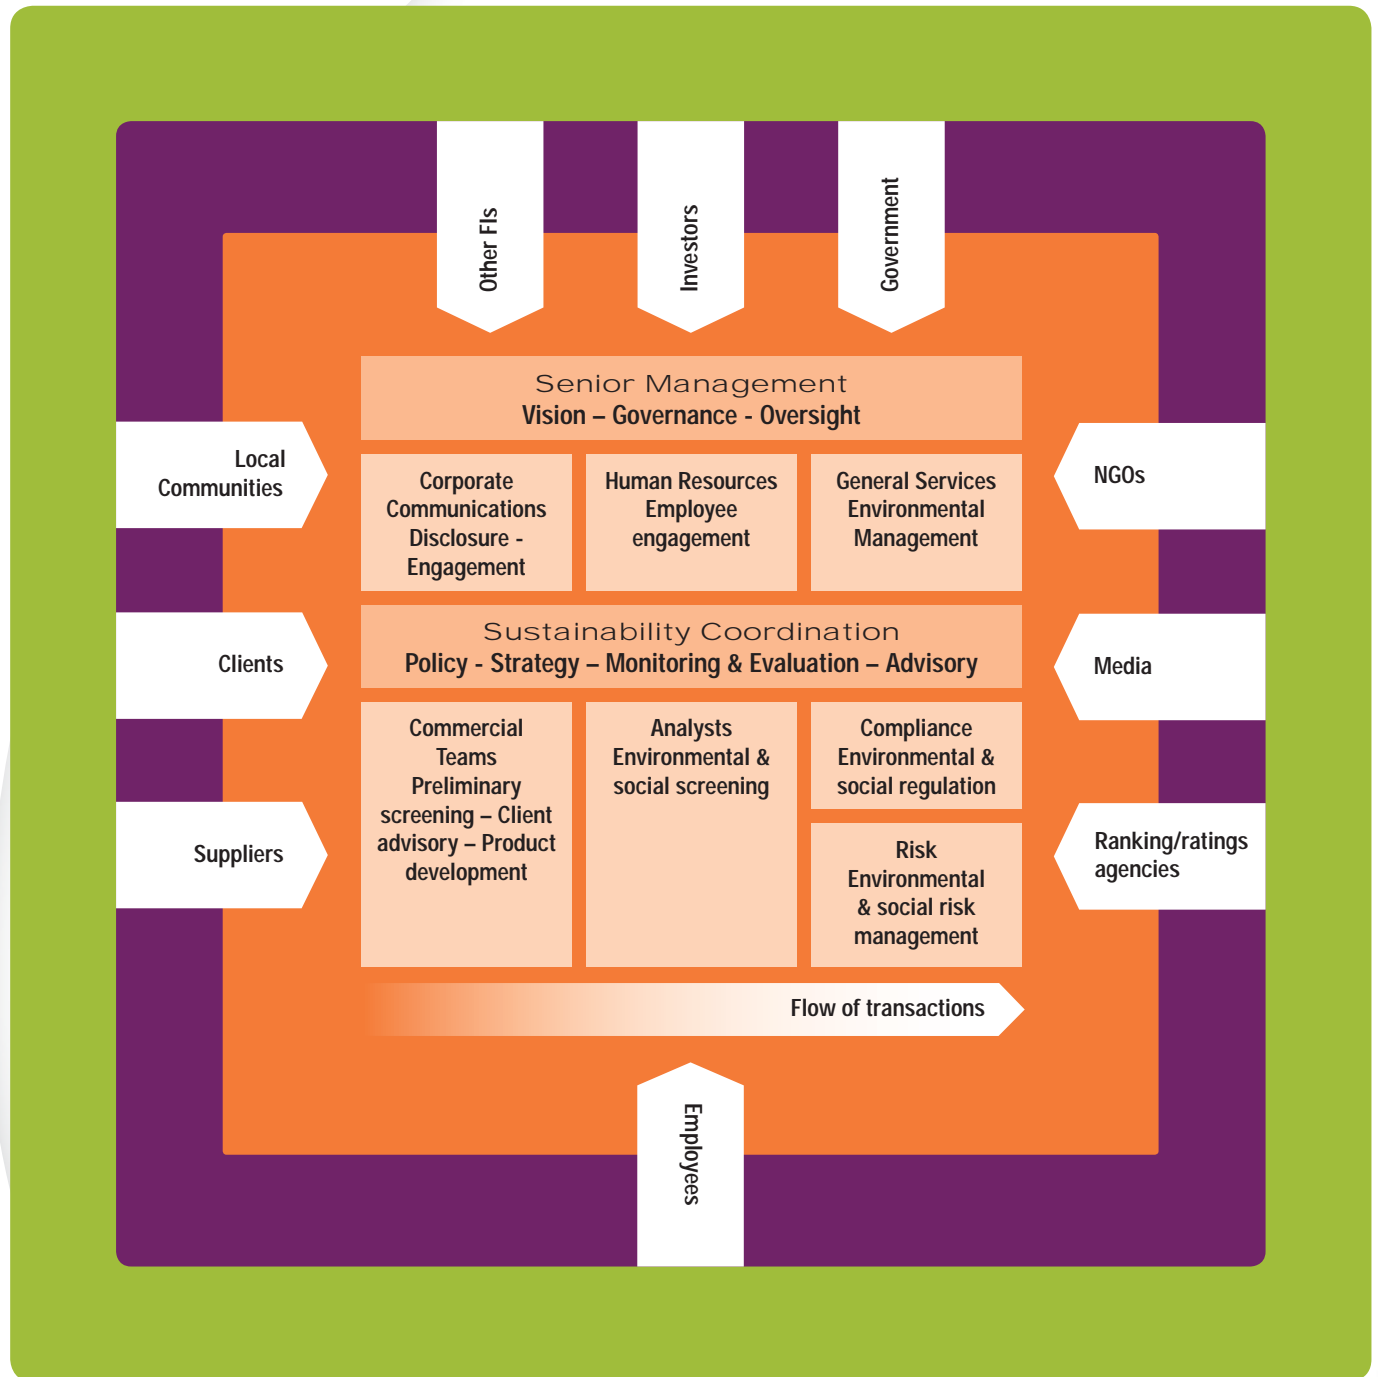 Other FIs
Investors
Government
Senior Management
Vision – Governance - Oversight
Local
Communities
Corporate
Communications
Disclosure -
Engagement
Human Resources
Employee
engagement
General Services
Environmental
Management
NGOs
Sustainability Coordination
Policy - Strategy – Monitoring & Evaluation – Advisory
Clients
Media
Commercial
Teams
Preliminary
screening – Client
advisory – Product
development
Analysts
Environmental &
social screening
Compliance
Environmental &
social regulation
Risk
Environmental
& social risk
management
Suppliers
Ranking/ratings
agencies
Flow of transactions
Employees